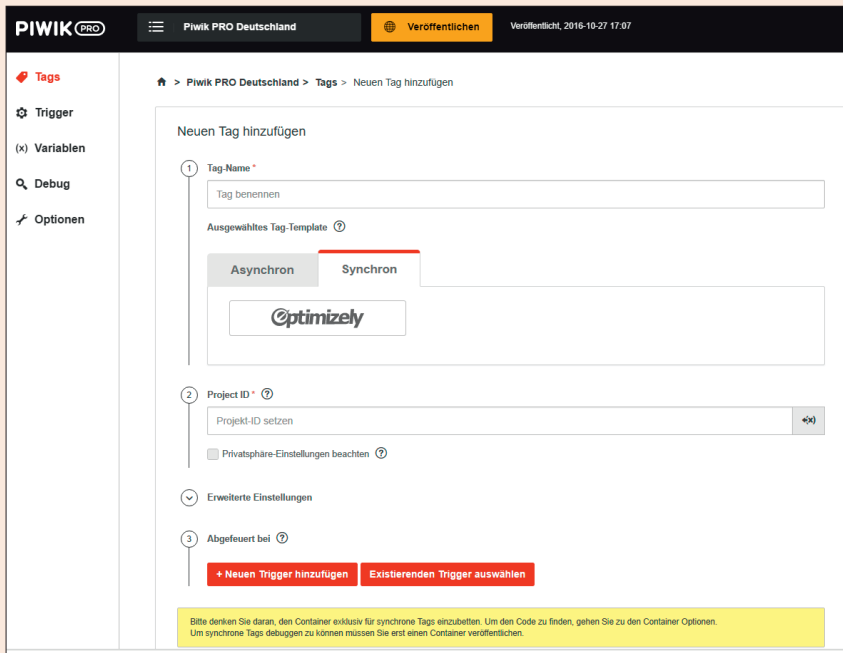 PIWIK PRO
Piwik PRO Deutschland
Veröffentlichen
Veröffentlicht, 2016-10-27 17:07
Tags
Trigger
(x) Variablen
Debug
Optionen
> Piwik PRO Deutschland > Tags > Neuen Tag hinzufügen
Neuen Tag hinzufügen
1 Tag-Name *
Tag benennen
Ausgewähltes Tag-Template ?
Asynchron
Synchron
Optimizely
2 Project ID * ?
Projekt-ID setzen
+(x)
Privatsphäre-Einstellungen beachten ?
Erweiterte Einstellungen
3 Abgefeuert bei ?
+ Neuen Trigger hinzufügen
Existierenden Trigger auswählen
Bitte denken Sie daran, den Container exklusiv für synchrone Tags einzubetten. Um den Code zu finden, gehen Sie zu den Container Optionen.
Um synchrone Tags debuggen zu können müssen Sie erst einen Container veröffentlichen.